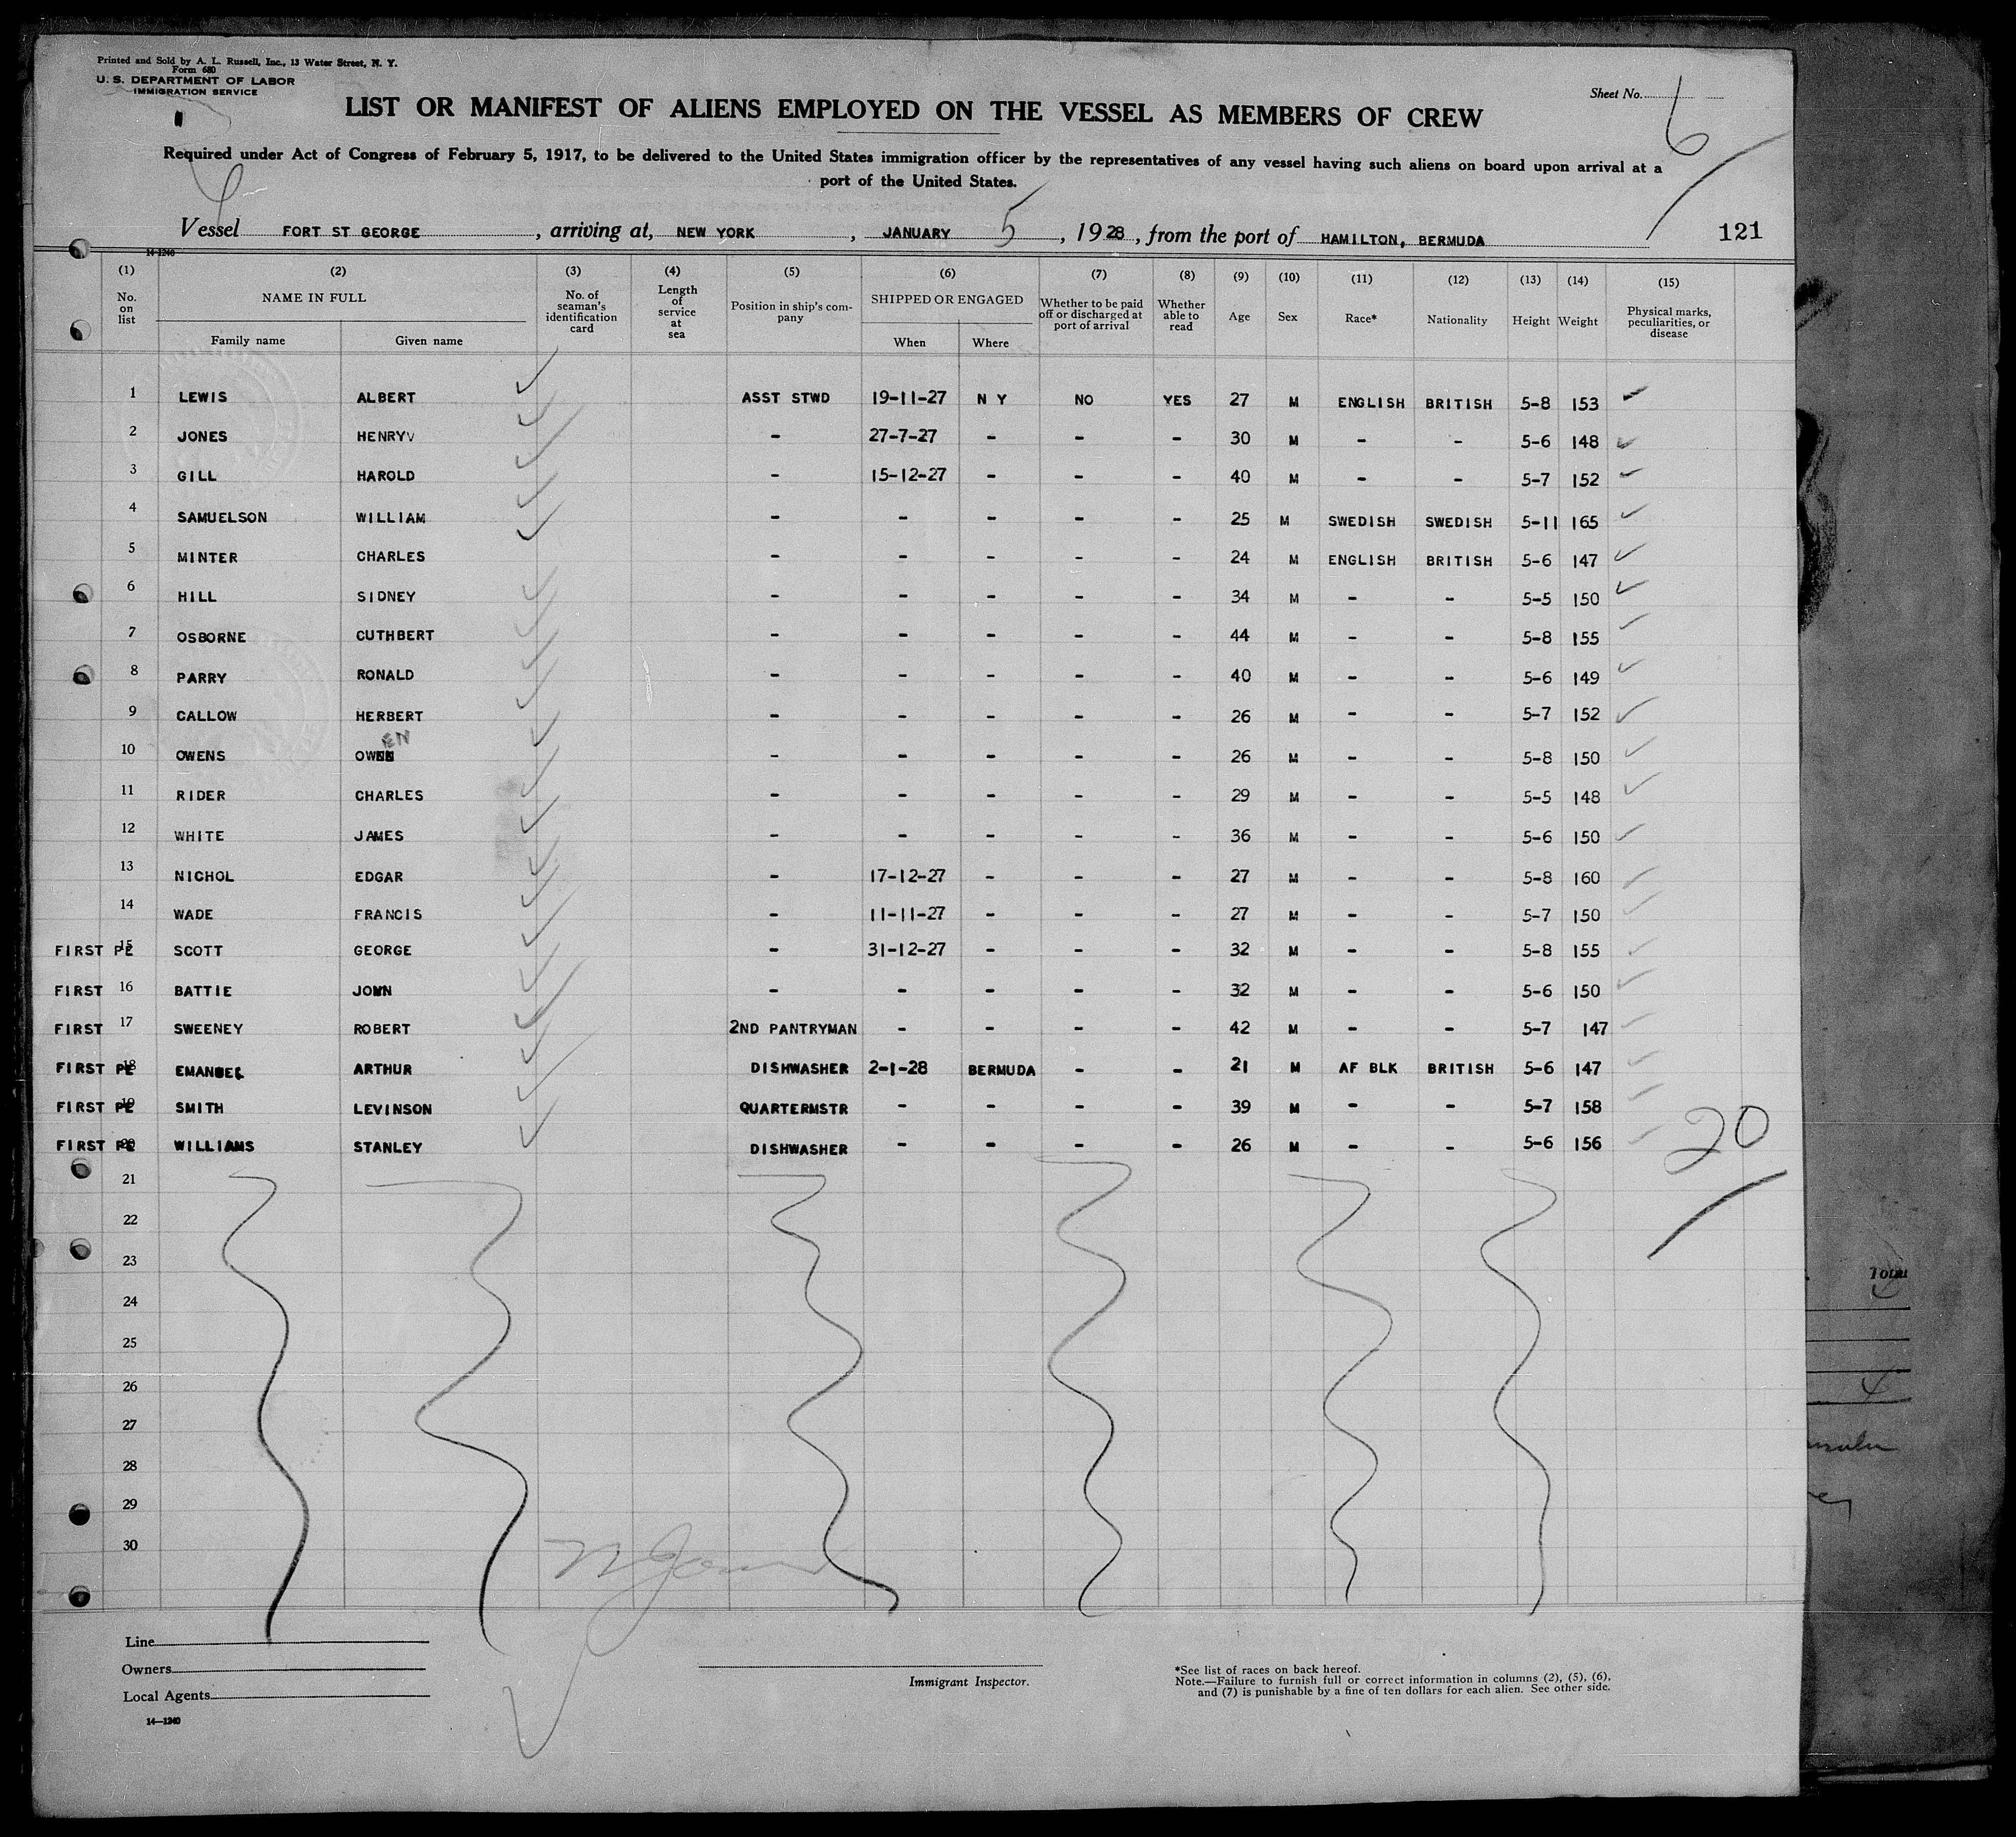 Printed and Sold by A. L. Russell, Inc., 13 Water Street, N. Y.
Form 680
U. S. DEPARTMENT OF LABOR
IMMIGRATION SERVICE
Sheet No. 6
LIST OR MANIFEST OF ALIENS EMPLOYED ON THE VESSEL AS MEMBERS OF CREW
Required under Act of Congress of February 5, 1917, to be delivered to the United States immigration officer by the representatives of any vessel having such aliens on board upon arrival at a
port of the United States.
Vessel FORT ST GEORGE, arriving at, NEW YORK, JANUARY 5, 1928, from the port of HAMILTON, BERMUDA 121
14-1240
(1) (2) (3) (4) (5) (6) (7) (8) (9) (10) (11) (12) (13) (14) (15)
No. on list NAME IN FULL Family name Given name No. of seaman's identification card Length of service at sea Position in ship's company SHIPPED OR ENGAGED When Where Whether to be paid off or discharged at port of arrival Whether able to read Age Sex Race* Nationality Height Weight Physical marks, peculiarities, or disease
1 LEWIS ALBERT ASST STWD 19-11-27 N Y NO YES 27 M ENGLISH BRITISH 5-8 153
2 JONES HENRYV - 27-7-27 - - - 30 M - - 5-6 148
3 GILL HAROLD - 15-12-27 - - - 40 M - - 5-7 152
4 SAMUELSON WILLIAM - - - - - 25 M SWEDISH SWEDISH 5-11 165
5 MINTER CHARLES - - - - - 24 M ENGLISH BRITISH 5-6 147
6 HILL SIDNEY - - - - - 34 M - - 5-5 150
7 OSBORNE CUTHBERT - - - - - 44 M - - 5-8 155
8 PARRY RONALD - - - - - 40 M - - 5-6 149
9 CALLOW HERBERT - - - - - 26 M - - 5-7 152
EN
10 OWENS OWEN - - - - - 26 M - - 5-8 150
11 RIDER CHARLES - - - - - 29 M - - 5-5 148
12 WHITE JAMES - - - - - 36 M - - 5-6 150
13 NICHOL EDGAR - 17-12-27 - - - 27 M - - 5-8 160
14 WADE FRANCIS - 11-11-27 - - - 27 M - - 5-7 150
FIRST PE 15 SCOTT GEORGE - 31-12-27 - - - 32 M - - 5-8 155
FIRST 16 BATTIE JOHN - - - - - 32 M - - 5-6 150
FIRST 17 SWEENEY ROBERT 2ND PANTRYMAN - - - - 42 M - - 5-7 147
FIRST PE 18 EMANUEL ARTHUR DISHWASHER 2-1-28 BERMUDA - - 21 M AF BLK BRITISH 5-6 147
FIRST PE 19 SMITH LEVINSON QUARTERMSTR - - - - 39 M - - 5-7 158
FIRST PE 20 WILLIAMS STANLEY DISHWASHER - - - - 26 M - - 5-6 156
20
21
22
23
24
25
26
27
28
29
30
Total
Line
Owners
Local Agents
14—1240
Immigrant Inspector.
*See list of races on back hereof.
Note.—Failure to furnish full or correct information in columns (2), (5), (6),
and (7) is punishable by a fine of ten dollars for each alien. See other side.